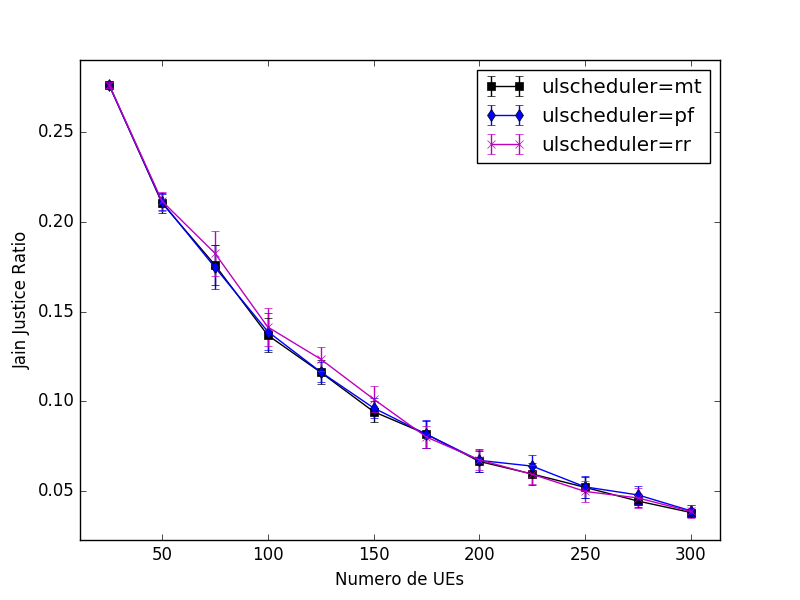 ulscheduler=mt
ulscheduler=pf
ulscheduler=rr
0.25
0.20
0.15
0.10
0.05
Jain Justice Ratio
50 100 150 200 250 300
Numero de UEs